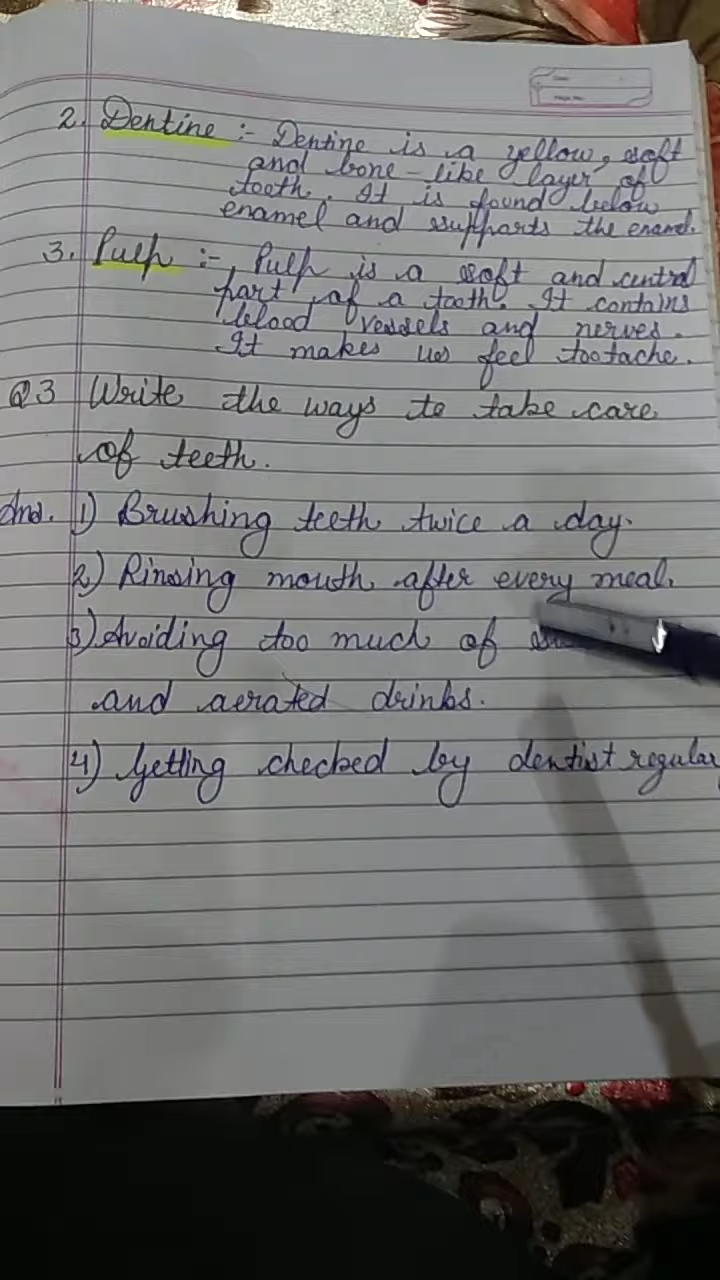 2. Dentine :- Dentine is a yellow, soft
and bone-like layer of
tooth. It is found below
enamel and supports the enamel.
3. Pulp :- Pulp is a soft and central
part of a tooth. It contains
blood vessels and nerves.
It makes us feel tootache.
Q3 Write the ways to take care
of teeth.
Ans. 1) Brushing teeth twice a day.
2) Rinsing mouth after every meal.
3) Avoiding too much of
and aerated drinks.
4) Getting checked by dentist regular